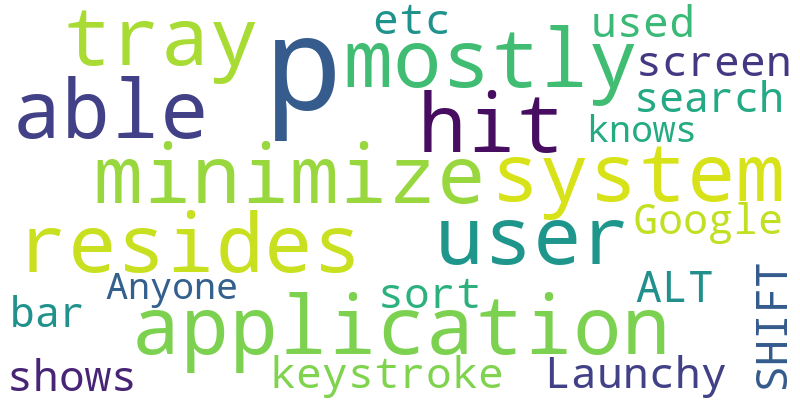 tray
p
etc
mostly
used
screen
able
hit
search
knows
minimize
system
resides
user
Google
Anyone
sort
ALT
SHIFT
bar
application
shows
keystroke
Launchy